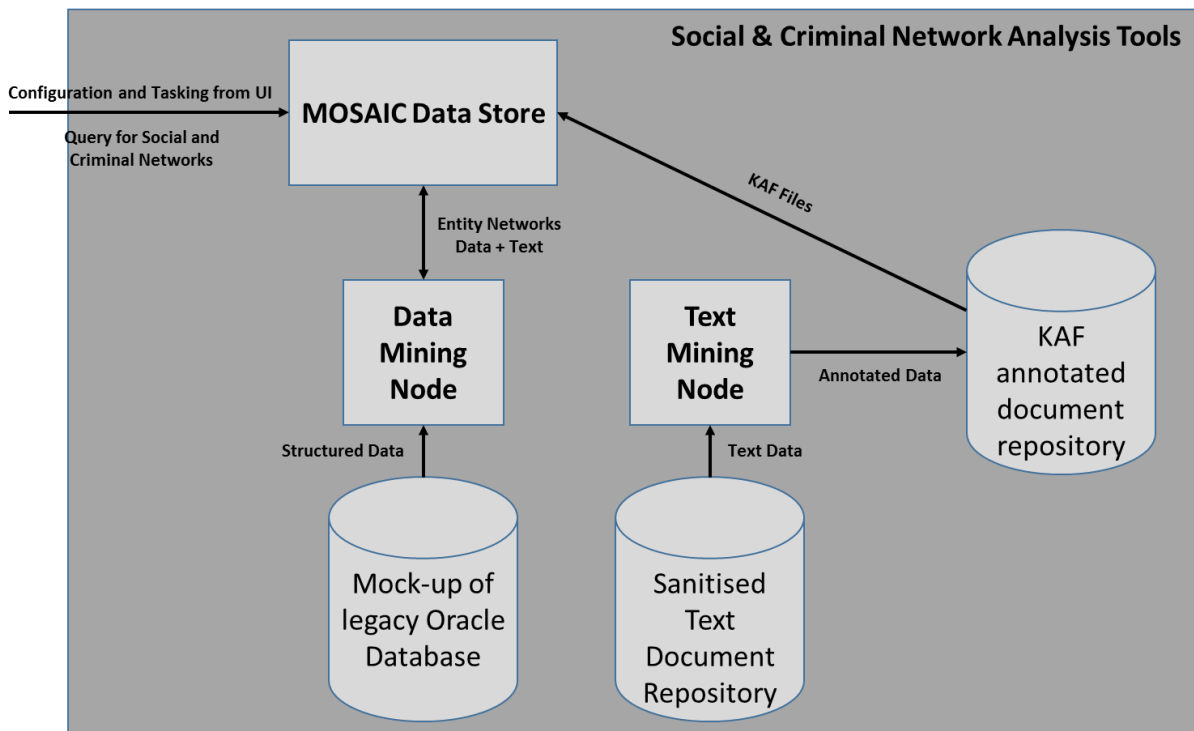 Social & Criminal Network Analysis Tools
Configuration and Tasking from UI
Query for Social and
Criminal Networks
MOSAIC Data Store
KAF Files
Entity Networks
Data + Text
Data
Mining
Node
Text
Mining
Node
Annotated Data
KAF
annotated
document
repository
Structured Data
Text Data
Mock-up of
legacy Oracle
Database
Sanitised
Text
Document
Repository